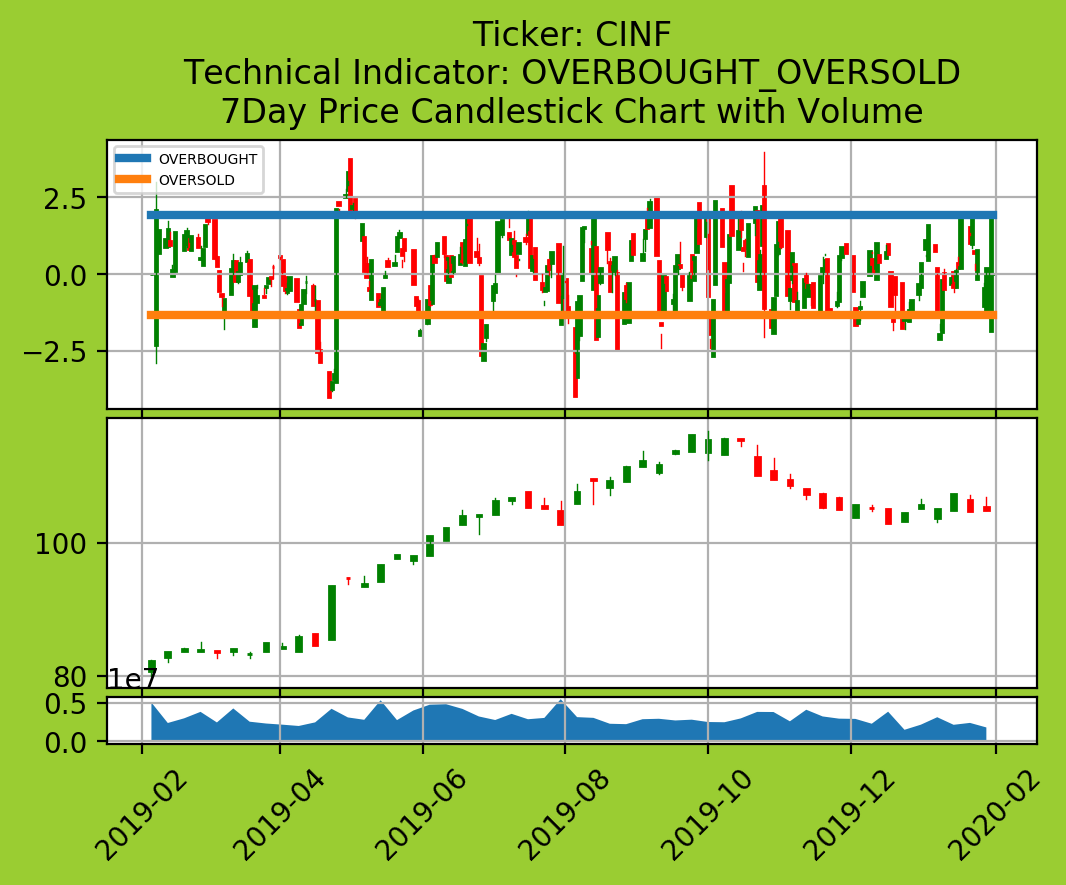 Ticker: CINF
Technical Indicator: OVERBOUGHT_OVERSOLD
7Day Price Candlestick Chart with Volume
OVERBOUGHT
OVERSOLD
2.5
0.0
−2.5
100
80
1e7
0.5
0.0
2019-02
2019-04
2019-06
2019-08
2019-10
2019-12
2020-02